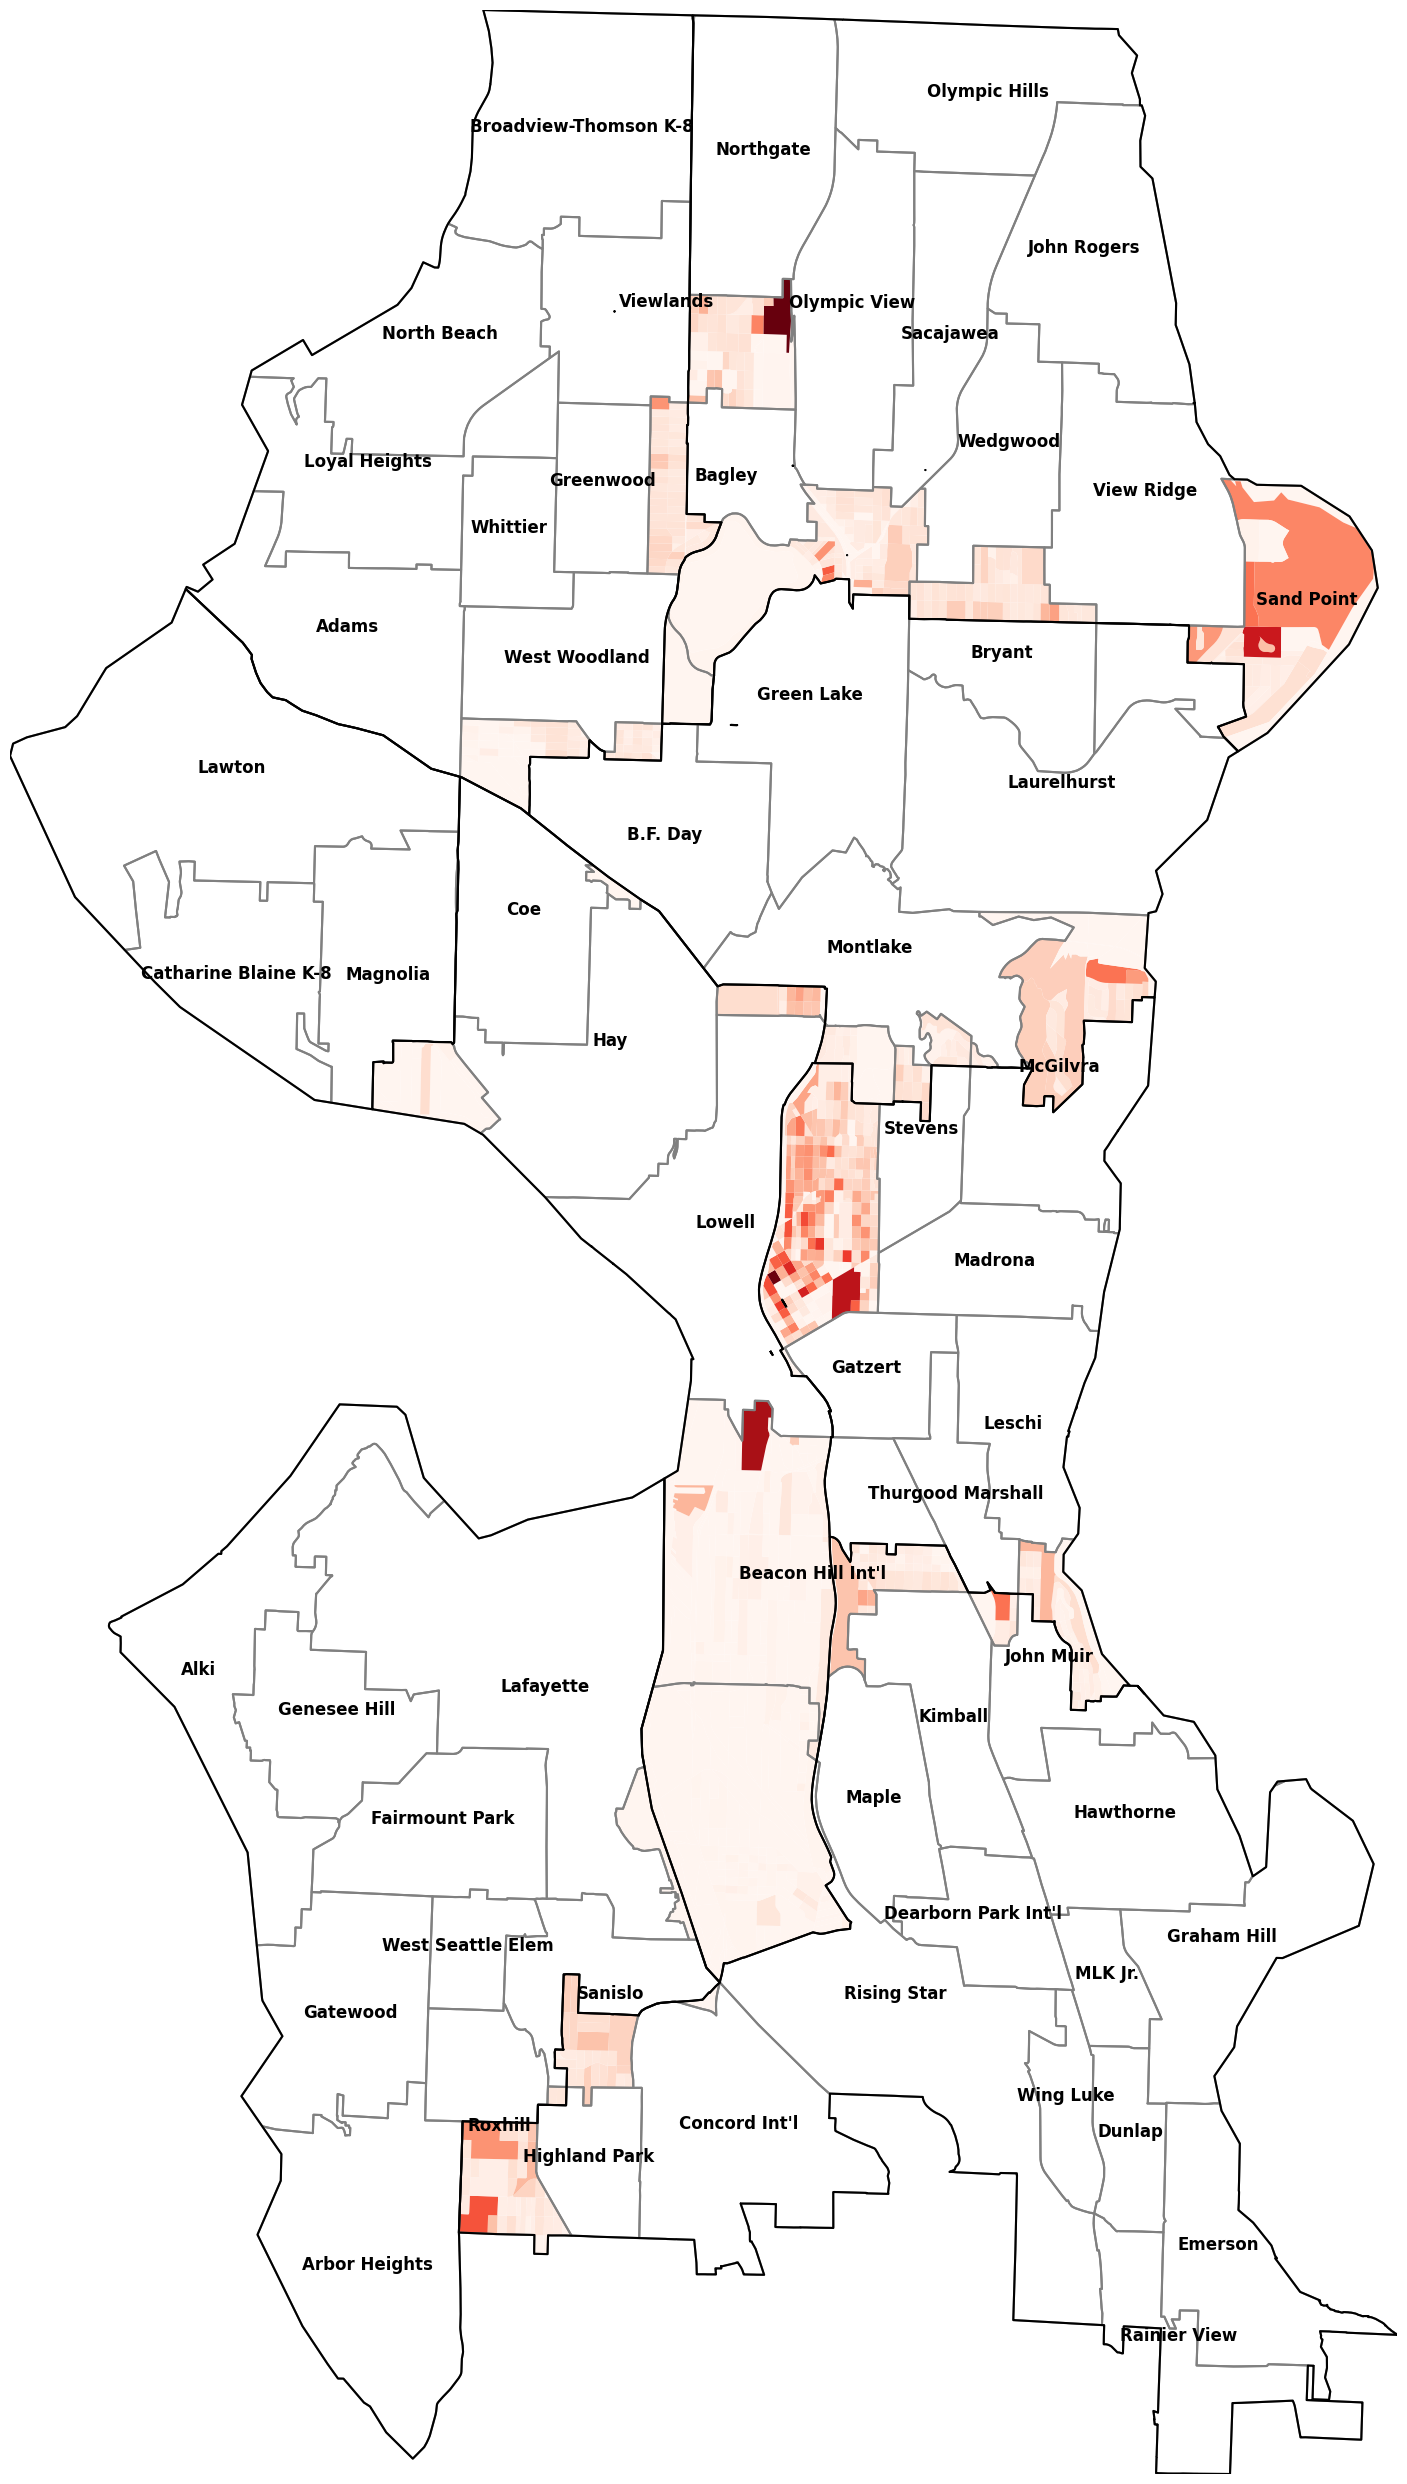 Olympic Hills
Broadview-Thomson K-8
Northgate
John Rogers
Viewlands
Olympic View
North Beach
Sacajawea
Wedgwood
Loyal Heights
Bagley
Greenwood
View Ridge
Whittier
Sand Point
Adams
Bryant
West Woodland
Green Lake
Lawton
Laurelhurst
B.F. Day
Coe
Montlake
Catharine Blaine K-8
Magnolia
Hay
McGilvra
Stevens
Lowell
Madrona
Gatzert
Leschi
Thurgood Marshall
Beacon Hill Int'l
John Muir
Alki
Lafayette
Genesee Hill
Kimball
Maple
Hawthorne
Fairmount Park
Dearborn Park Int'l
Graham Hill
West Seattle Elem
MLK Jr.
Sanislo
Rising Star
Gatewood
Wing Luke
Concord Int'l
Roxhill
Dunlap
Highland Park
Emerson
Arbor Heights
Rainier View